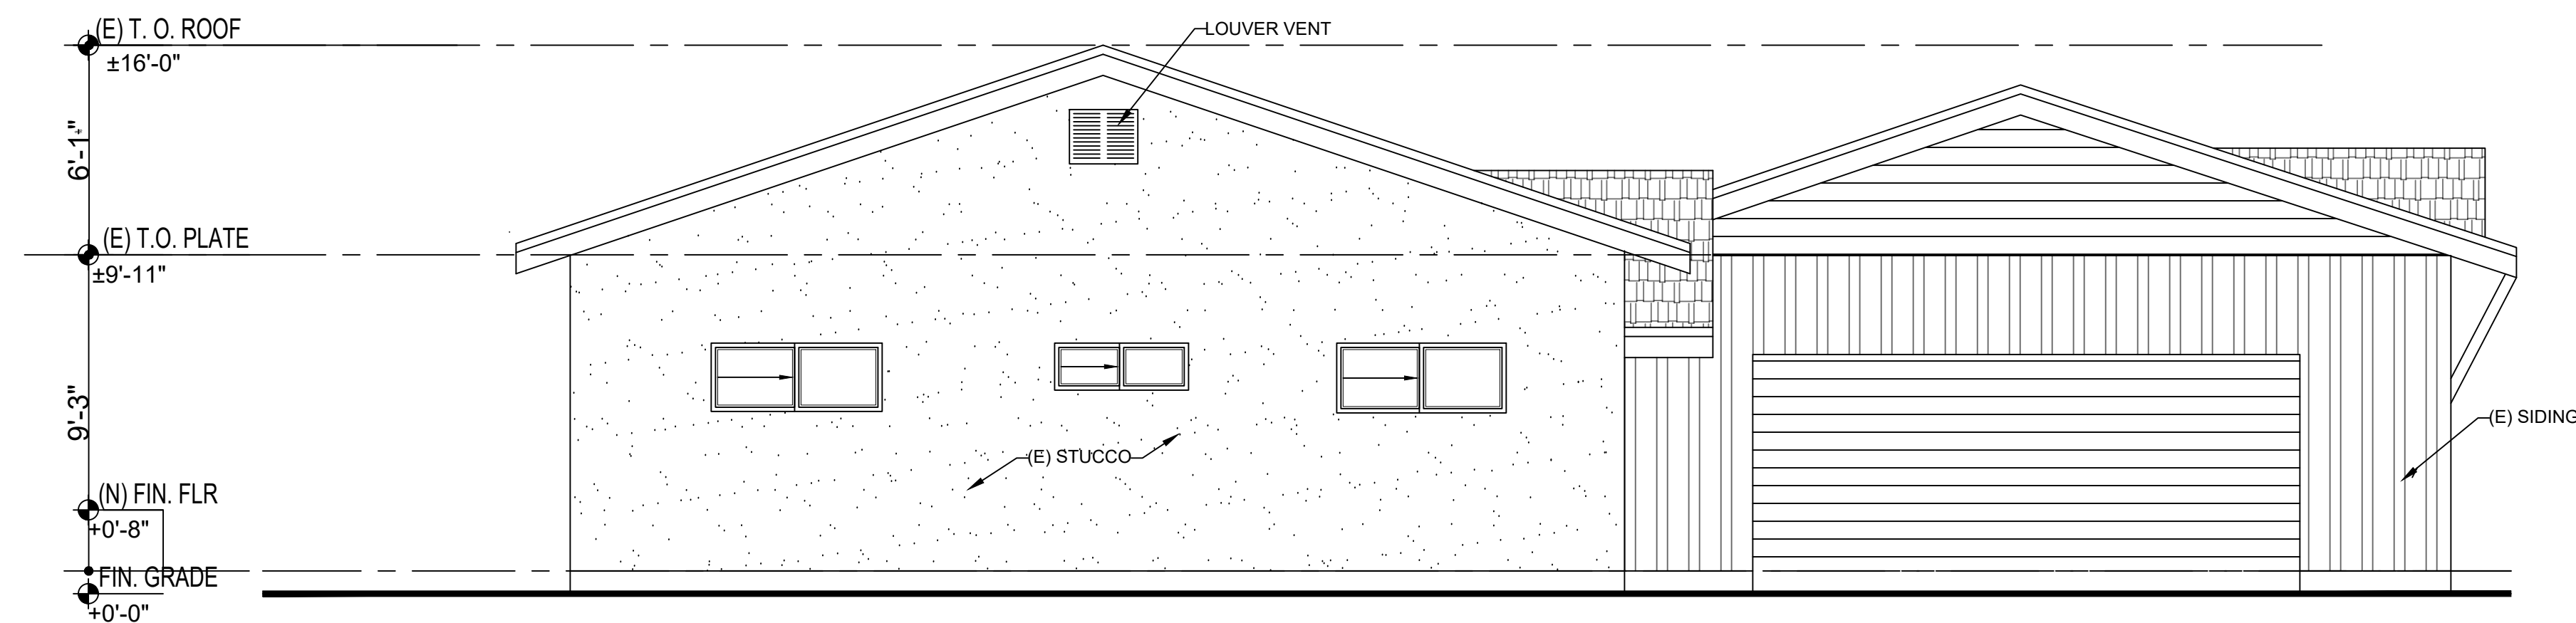 (E) T. O. ROOF
±16'-0"
LOUVER VENT
6'-1"±
(E) T.O. PLATE
±9'-11"
9'-3"
(E) SIDING
(E) STUCCO
(N) FIN. FLR
+0'-8"
FIN. GRADE
+0'-0"